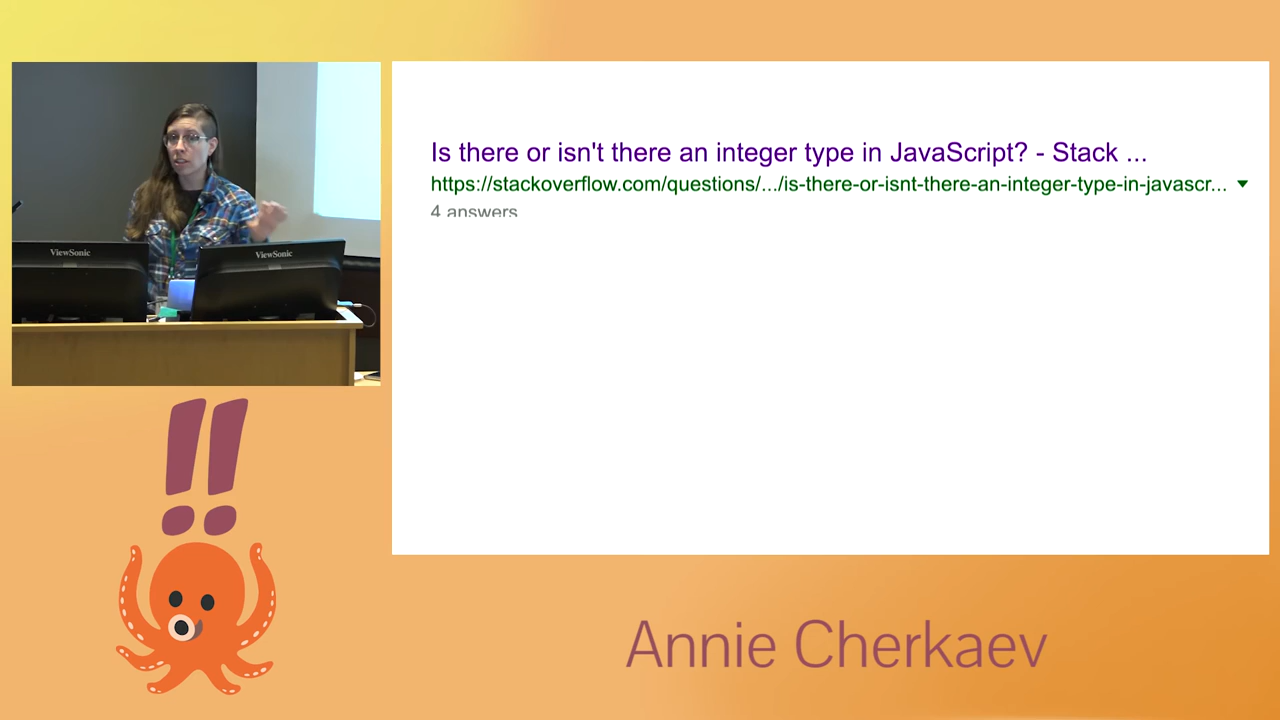 Is there or isn't there an integer type in JavaScript? - Stack ...
https://stackoverflow.com/questions/.../is-there-or-isnt-there-an-integer-type-in-javascr...
4 answers
ViewSonic
ViewSonic
!!
Annie Cherkaev